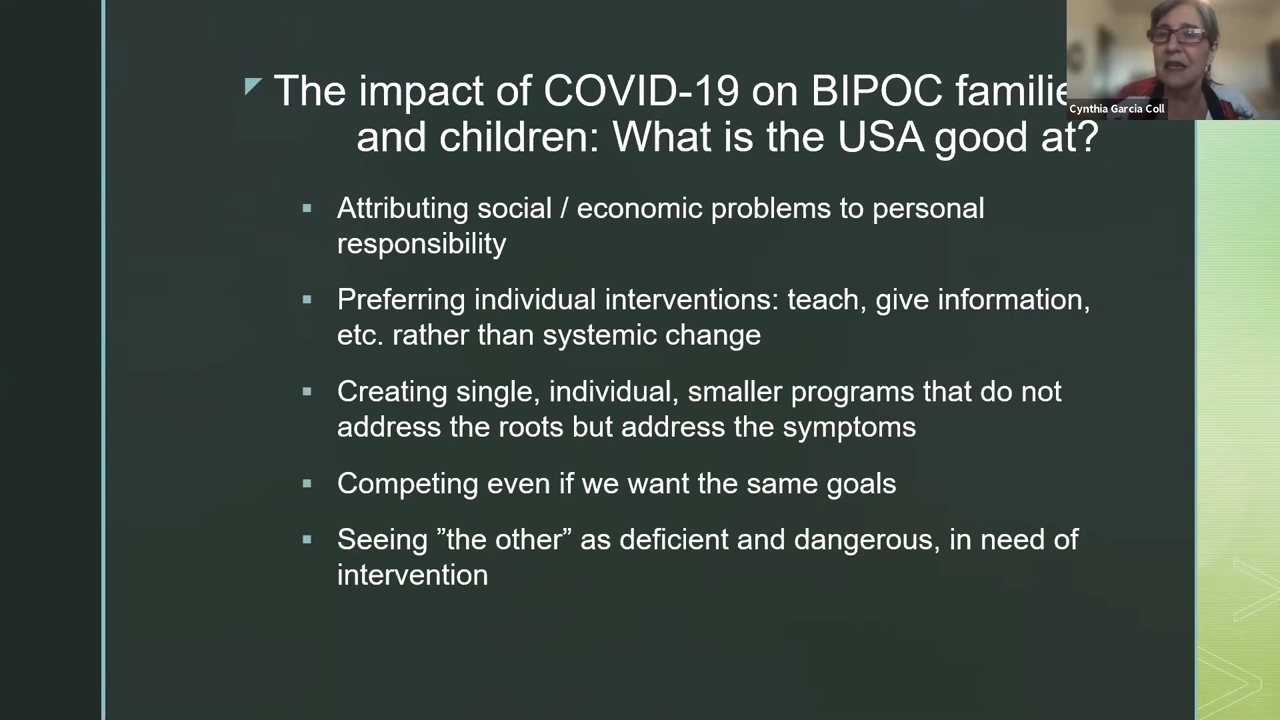 The impact of COVID-19 on BIPOC familie
and children: What is the USA good at?
Cynthia Garcia Coll
▪ Attributing social / economic problems to personal
responsibility
▪ Preferring individual interventions: teach, give information,
etc. rather than systemic change
▪ Creating single, individual, smaller programs that do not
address the roots but address the symptoms
▪ Competing even if we want the same goals
▪ Seeing ”the other” as deficient and dangerous, in need of
intervention